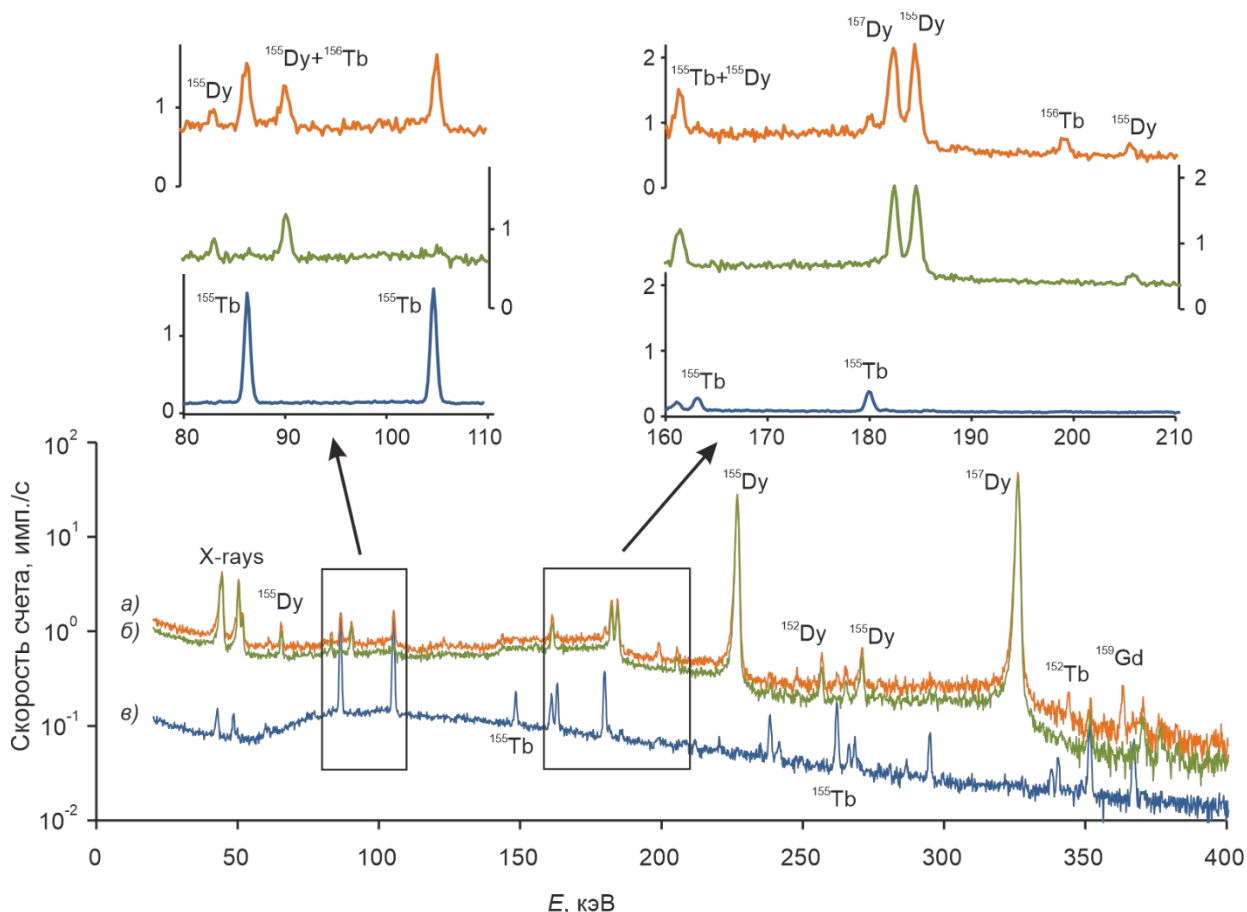 ¹⁵⁵Dy
¹⁵⁵Dy+¹⁵⁶Tb
1
0
1
0
¹⁵⁵Tb
¹⁵⁵Tb
1
0
80 90 100 110
¹⁵⁷Dy ¹⁵⁵Dy
2
¹⁵⁵Tb+¹⁵⁵Dy
1
¹⁵⁶Tb
¹⁵⁵Dy
0
2
1
0
2
1
¹⁵⁵Tb
¹⁵⁵Tb
0
160 170 180 190 200 210
Скорость счета, имп./с
10²
10¹
10⁰
10⁻¹
10⁻²
¹⁵⁵Dy
¹⁵⁷Dy
X-rays
¹⁵⁵Dy
а)
б)
в)
¹⁵²Dy
¹⁵⁵Dy
¹⁵²Tb
¹⁵⁹Gd
¹⁵⁵Tb
¹⁵⁵Tb
0 50 100 150 200 250 300 350 400
E, кэВ